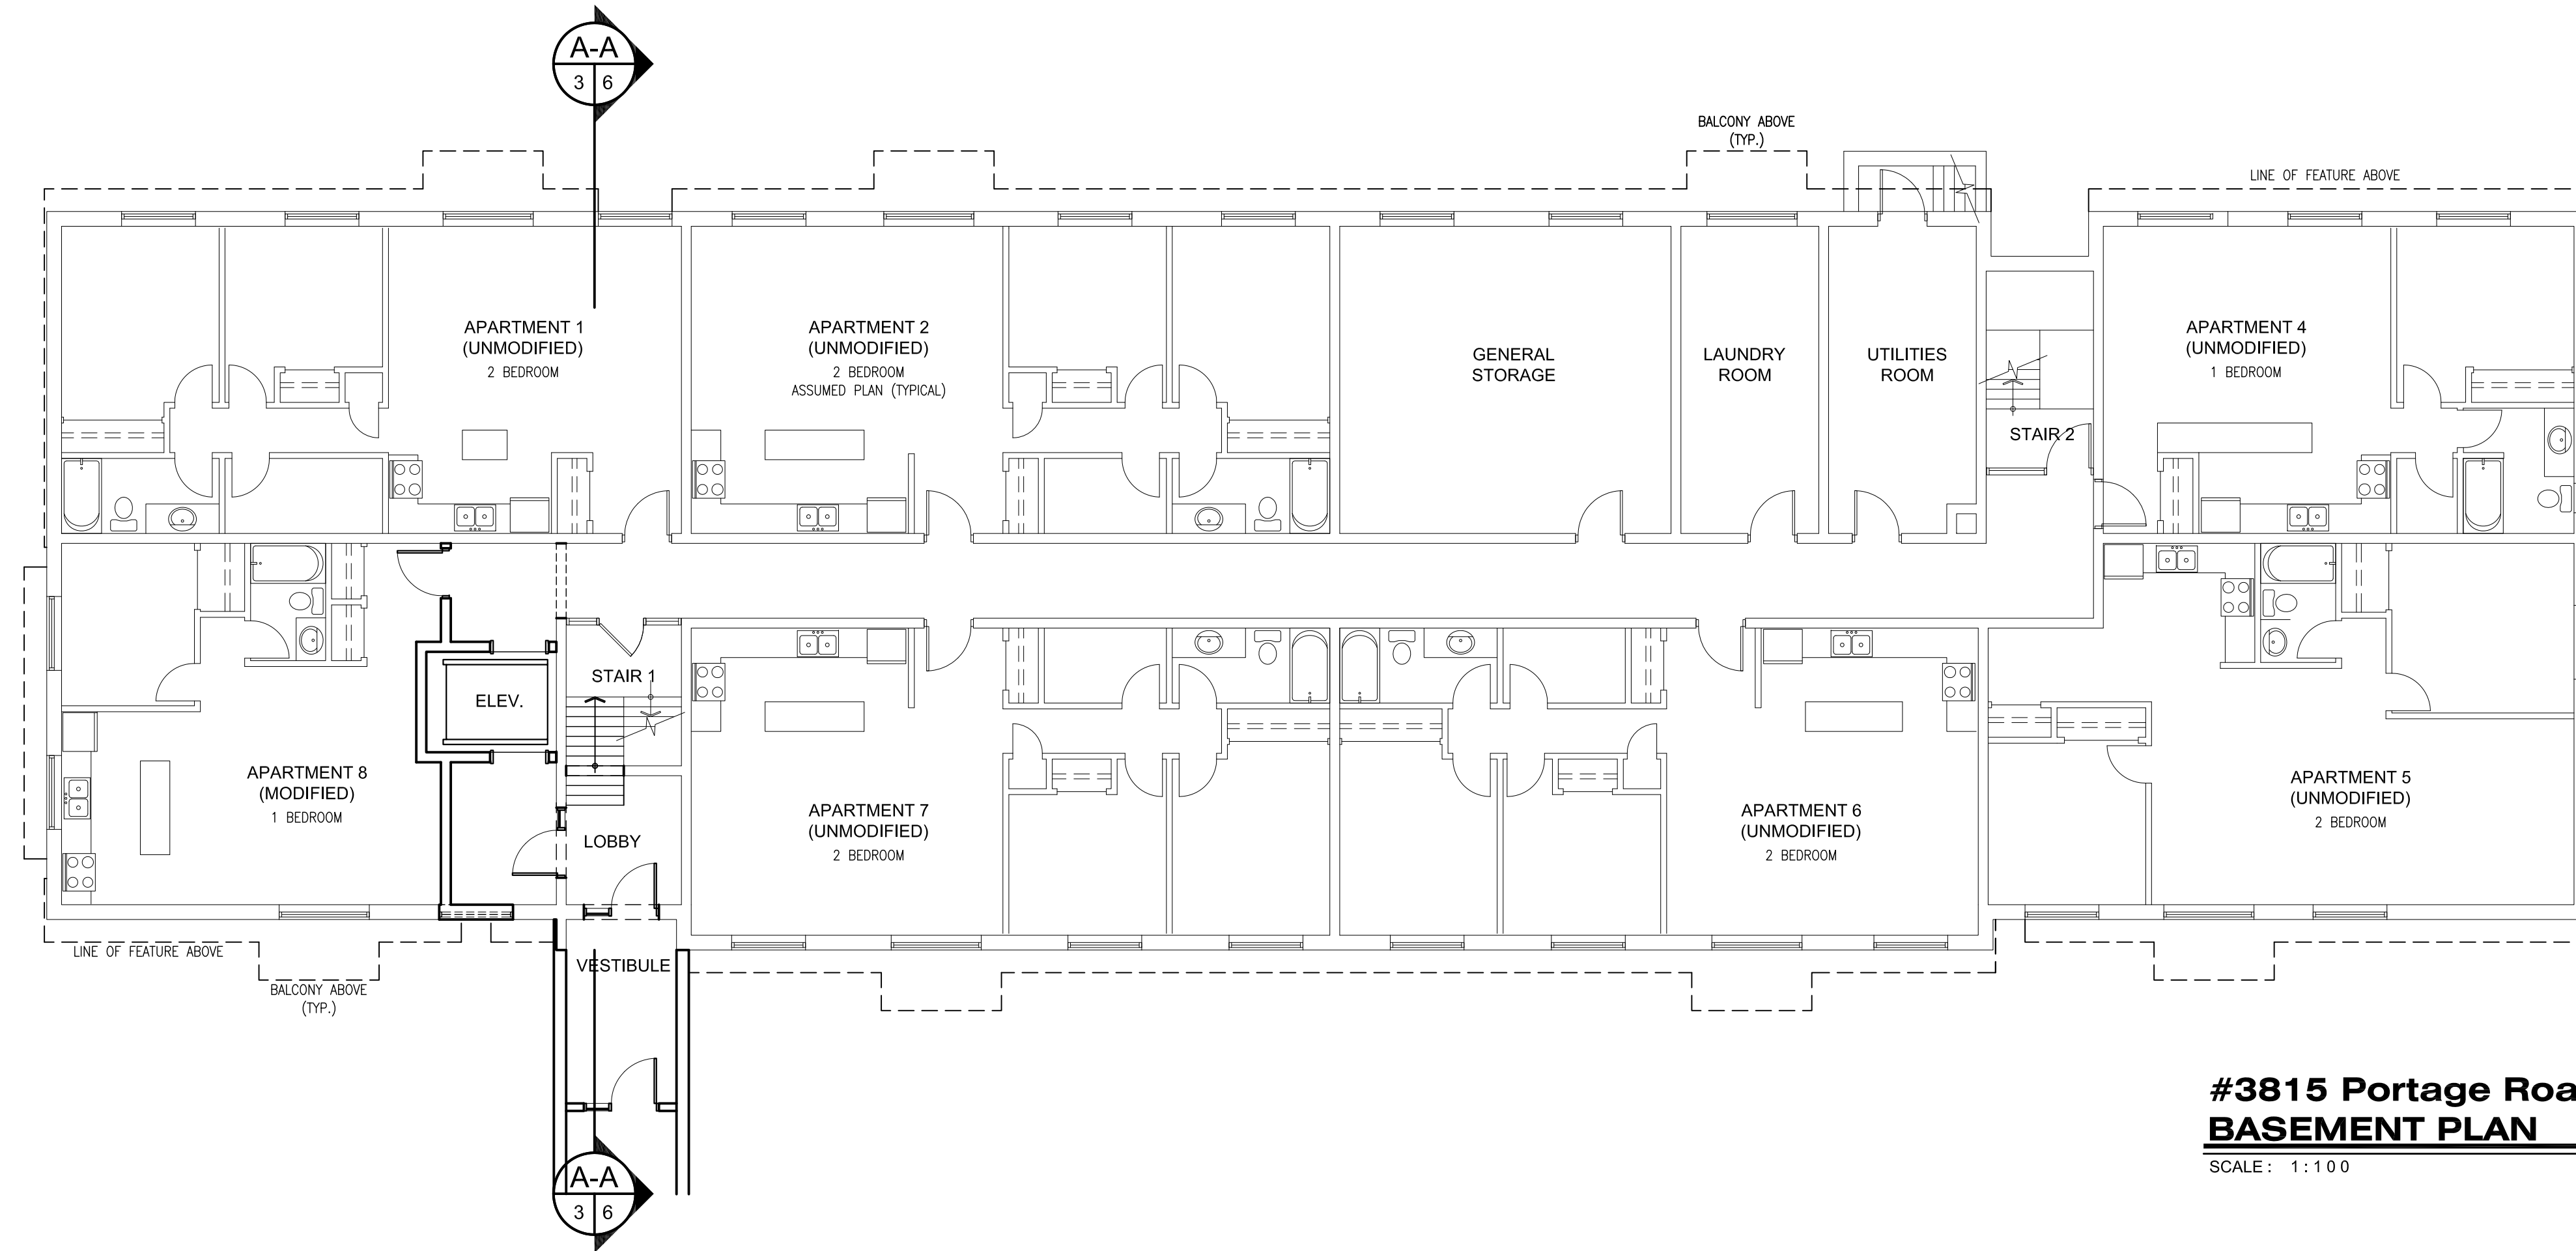 A-A
3 6
BALCONY ABOVE
(TYP.)
LINE OF FEATURE ABOVE
APARTMENT 1
(UNMODIFIED)
2 BEDROOM
APARTMENT 2
(UNMODIFIED)
2 BEDROOM
ASSUMED PLAN (TYPICAL)
GENERAL
STORAGE
LAUNDRY
ROOM
UTILITIES
ROOM
APARTMENT 4
(UNMODIFIED)
1 BEDROOM
STAIR 2
STAIR 1
ELEV.
APARTMENT 8
(MODIFIED)
1 BEDROOM
LOBBY
APARTMENT 7
(UNMODIFIED)
2 BEDROOM
APARTMENT 6
(UNMODIFIED)
2 BEDROOM
APARTMENT 5
(UNMODIFIED)
2 BEDROOM
LINE OF FEATURE ABOVE
VESTIBULE
BALCONY ABOVE
(TYP.)
#3815 Portage Roa
BASEMENT PLAN
SCALE: 1:100
A-A
3 6